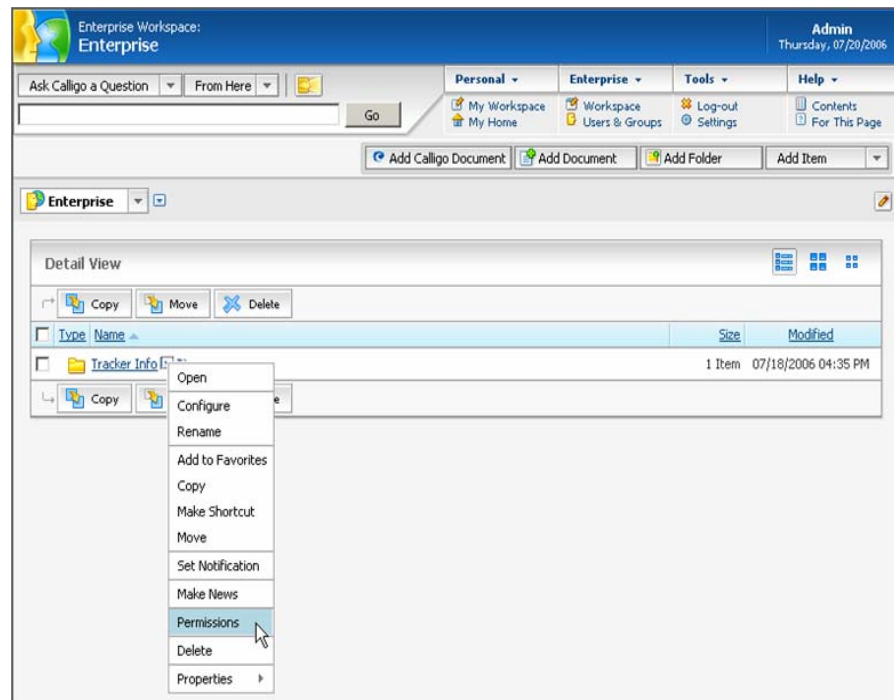 Enterprise Workspace:
Enterprise
Admin
Thursday, 07/20/2006
Ask Calligo a Question From Here
Go
Personal Enterprise Tools Help
My Workspace Workspace Log-out Contents
My Home Users & Groups Settings For This Page
Add Calligo Document Add Document Add Folder Add Item
Enterprise
Detail View
Copy Move Delete
Type Name Size Modified
Tracker Info 1 Item 07/18/2006 04:35 PM
Copy
Open
Configure
Rename
Add to Favorites
Copy
Make Shortcut
Move
Set Notification
Make News
Permissions
Delete
Properties